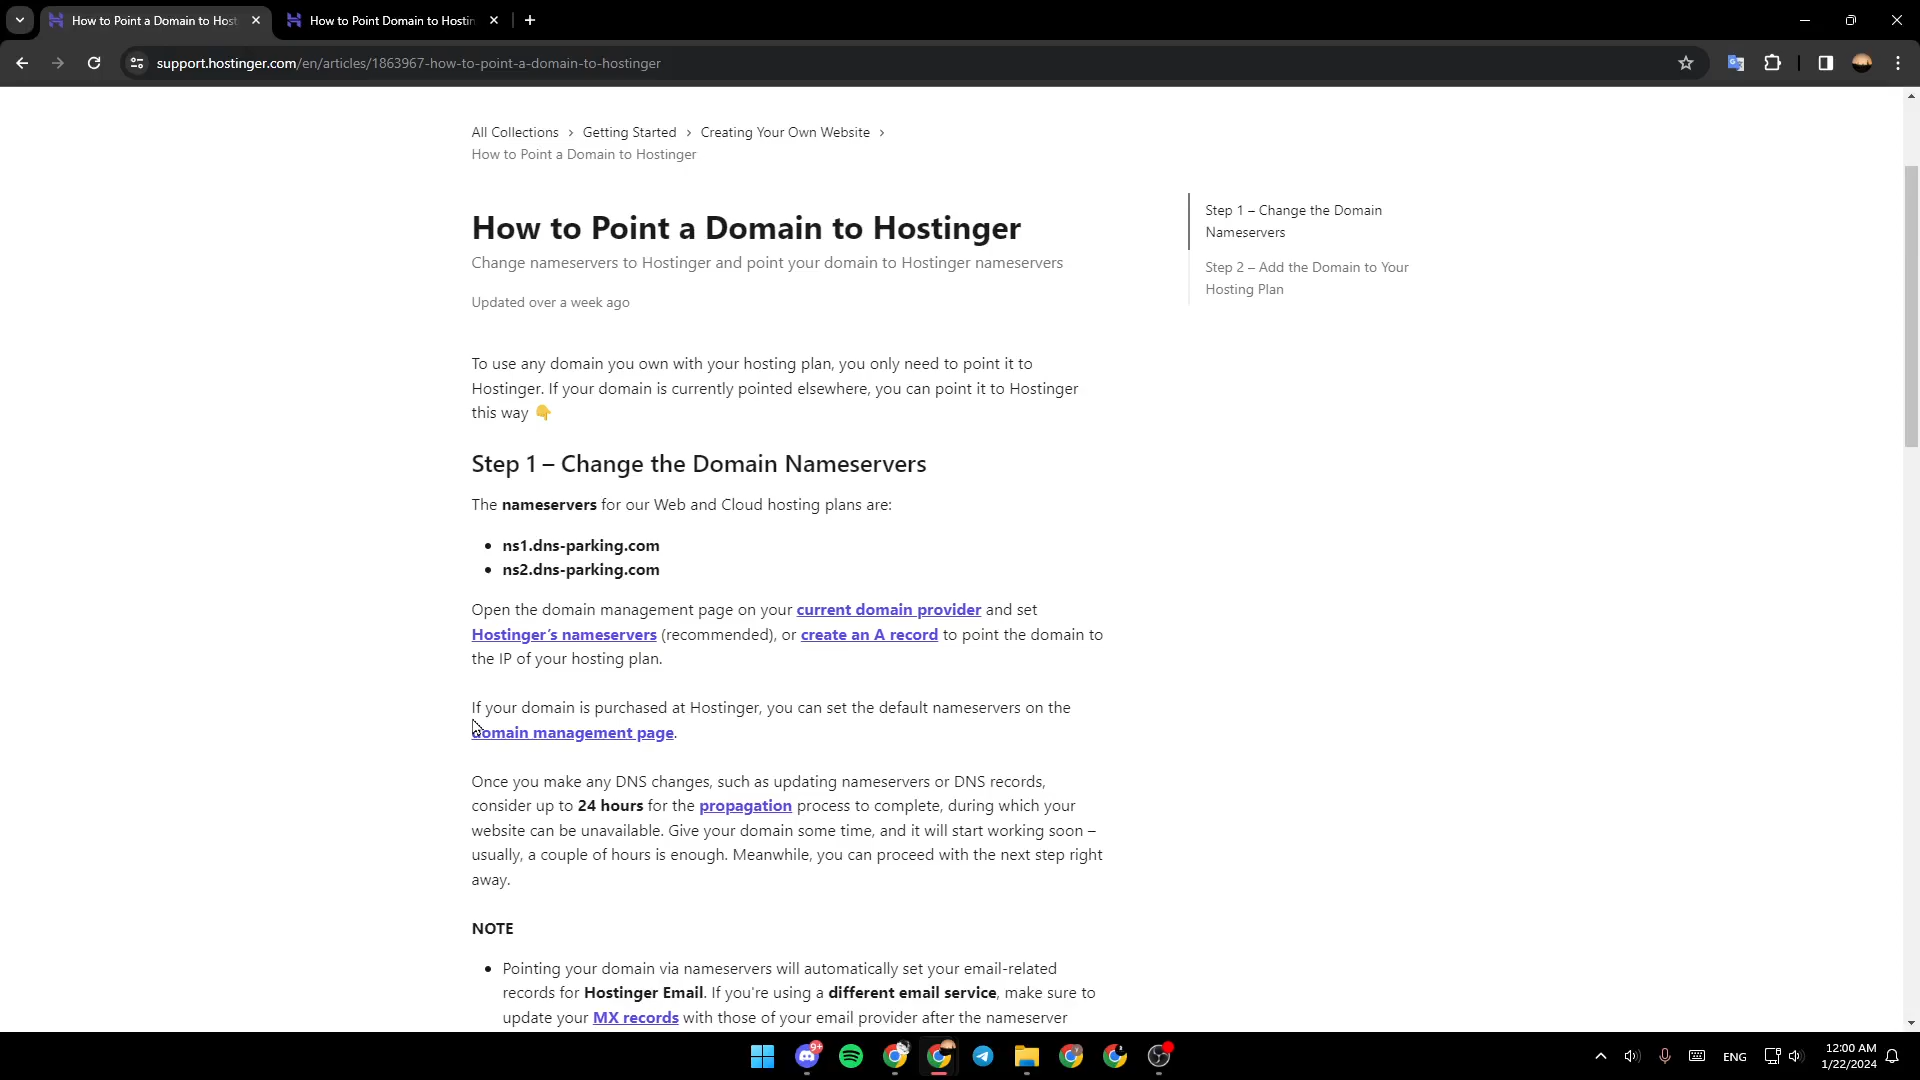 How to Point a Domain to Host
How to Point Domain to Hostin
support.hostinger.com/en/articles/1863967-how-to-point-a-domain-to-hostinger
All Collections > Getting Started > Creating Your Own Website >
How to Point a Domain to Hostinger
How to Point a Domain to Hostinger
Change nameservers to Hostinger and point your domain to Hostinger nameservers
Updated over a week ago
Step 1 – Change the Domain
Nameservers
Step 2 – Add the Domain to Your
Hosting Plan
To use any domain you own with your hosting plan, you only need to point it to
Hostinger. If your domain is currently pointed elsewhere, you can point it to Hostinger
this way 👇
Step 1 – Change the Domain Nameservers
The nameservers for our Web and Cloud hosting plans are:
• ns1.dns-parking.com
• ns2.dns-parking.com
Open the domain management page on your current domain provider and set
Hostinger’s nameservers (recommended), or create an A record to point the domain to
the IP of your hosting plan.
If your domain is purchased at Hostinger, you can set the default nameservers on the
domain management page.
Once you make any DNS changes, such as updating nameservers or DNS records,
consider up to 24 hours for the propagation process to complete, during which your
website can be unavailable. Give your domain some time, and it will start working soon –
usually, a couple of hours is enough. Meanwhile, you can proceed with the next step right
away.
NOTE
• Pointing your domain via nameservers will automatically set your email-related
records for Hostinger Email. If you're using a different email service, make sure to
update your MX records with those of your email provider after the nameserver
9+
ENG
12:00 AM
1/22/2024